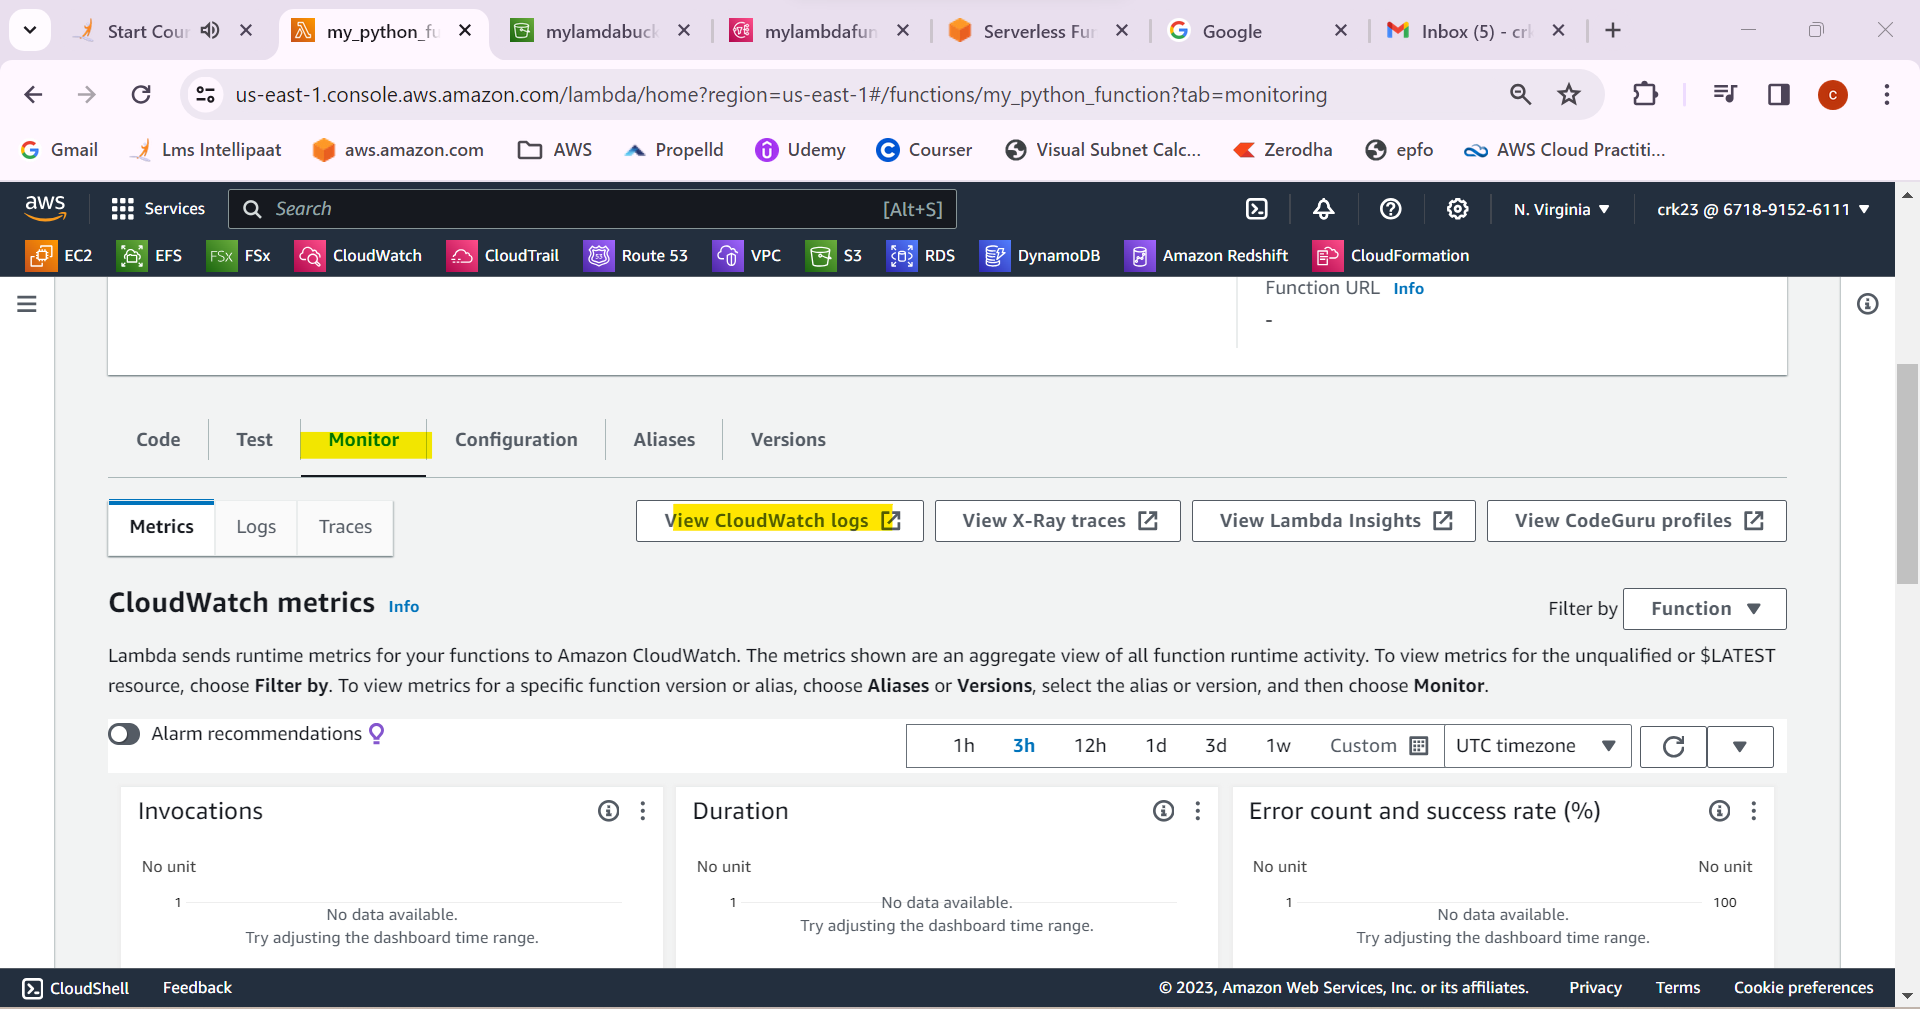 Start Cour
my_python_fu
mylamdabuck
mylambdafun
Serverless Fun
Google
Inbox (5) - crk
us-east-1.console.aws.amazon.com/lambda/home?region=us-east-1#/functions/my_python_function?tab=monitoring
C
Gmail
Lms Intellipaat
aws.amazon.com
AWS
Propelld
Udemy
Courser
Visual Subnet Calc...
Zerodha
epfo
AWS Cloud Practiti...
aws
Services
Search
[Alt+S]
N. Virginia
crk23 @ 6718-9152-6111
EC2
EFS
FSx
FSx
CloudWatch
CloudTrail
53
Route 53
VPC
S3
RDS
DynamoDB
Amazon Redshift
CloudFormation
Function URL Info
-
Code
Test
Monitor
Configuration
Aliases
Versions
Metrics
Logs
Traces
View CloudWatch logs
View X-Ray traces
View Lambda Insights
View CodeGuru profiles
CloudWatch metrics Info
Filter by
Function
Lambda sends runtime metrics for your functions to Amazon CloudWatch. The metrics shown are an aggregate view of all function runtime activity. To view metrics for the unqualified or $LATEST
resource, choose Filter by. To view metrics for a specific function version or alias, choose Aliases or Versions, select the alias or version, and then choose Monitor.
Alarm recommendations
1h
3h
12h
1d
3d
1w
Custom
UTC timezone
Invocations
No unit
1
No data available.
Try adjusting the dashboard time range.
Duration
No unit
1
No data available.
Try adjusting the dashboard time range.
Error count and success rate (%)
No unit
No unit
1
100
No data available.
Try adjusting the dashboard time range.
CloudShell
Feedback
© 2023, Amazon Web Services, Inc. or its affiliates.
Privacy
Terms
Cookie preferences